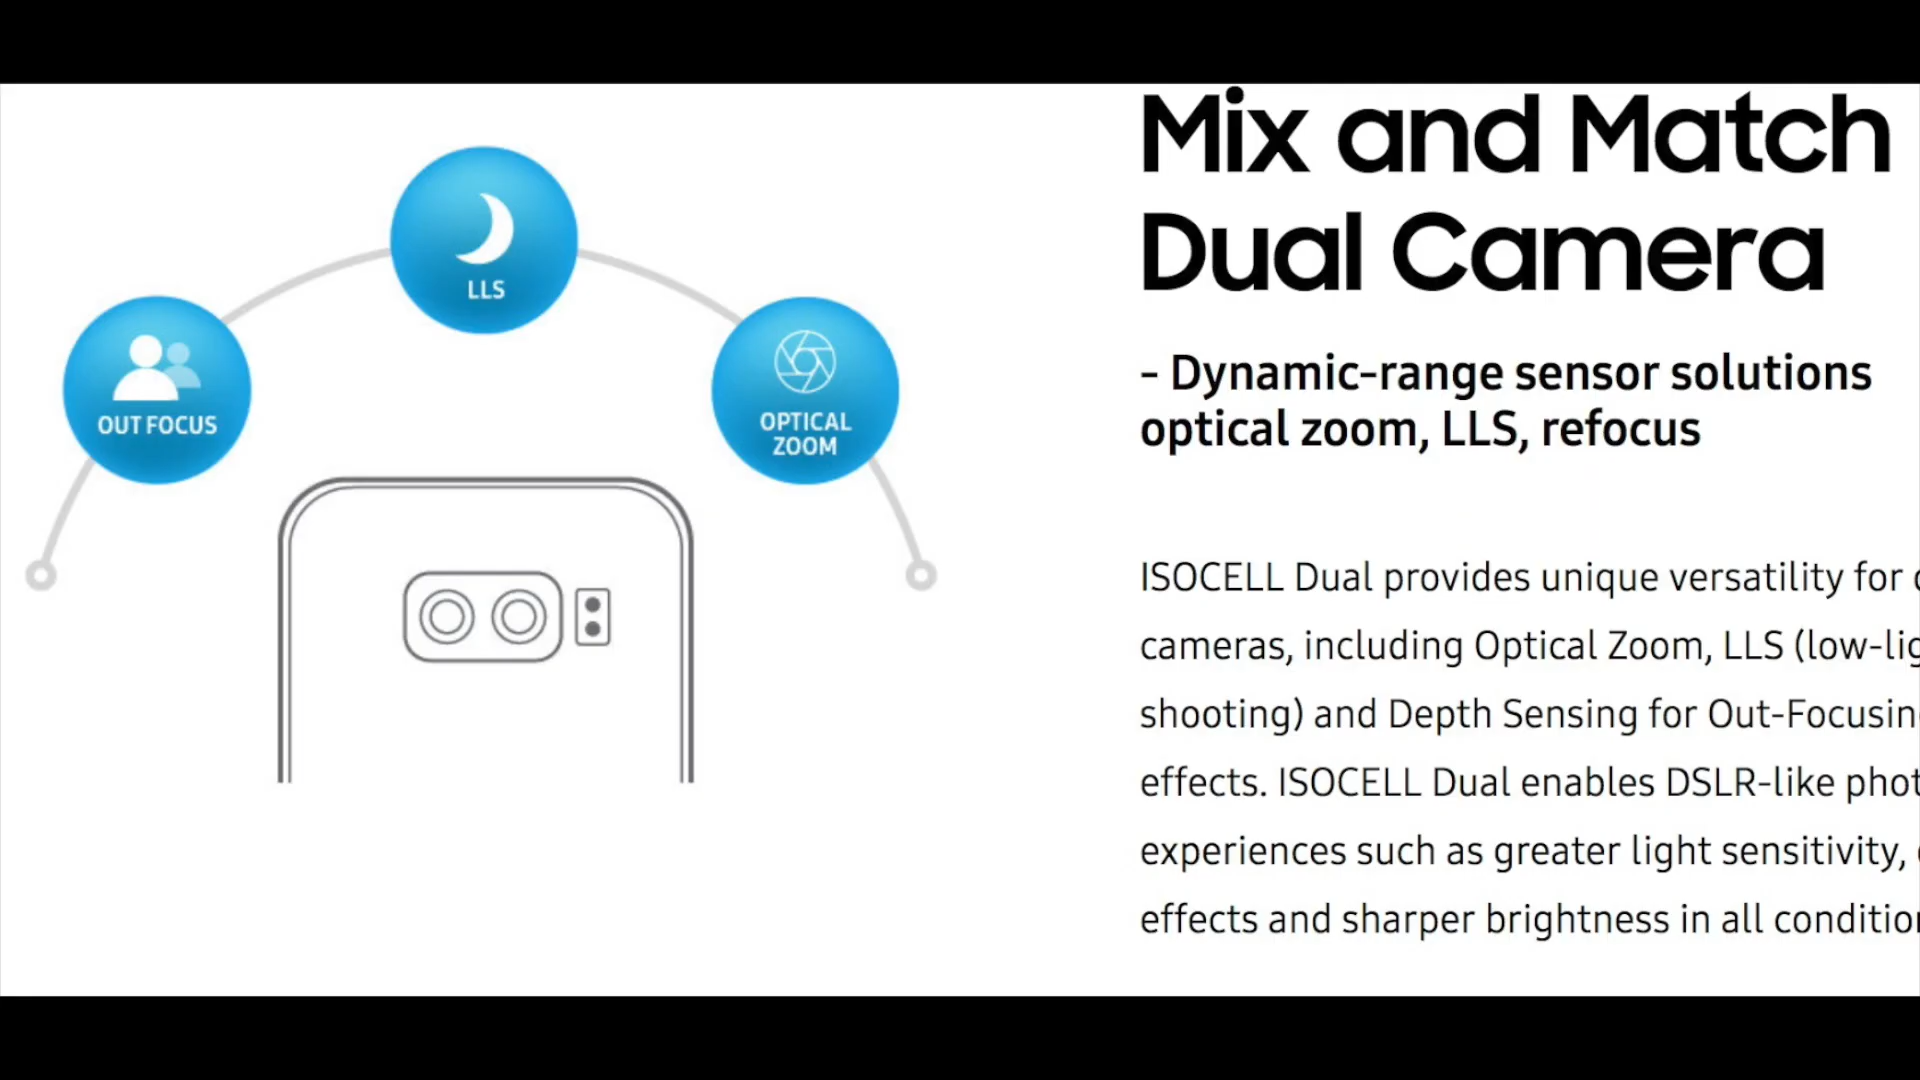 Mix and Match
Dual Camera
- Dynamic-range sensor solutions
optical zoom, LLS, refocus
ISOCELL Dual provides unique versatility for
cameras, including Optical Zoom, LLS
shooting) and Depth Sensing for
effects. ISOCELL Dual enables DSLR-like
experiences such as greater light sensitivity,
effects and sharper brightness in all
LLS
OUT FOCUS
OPTICAL
ZOOM